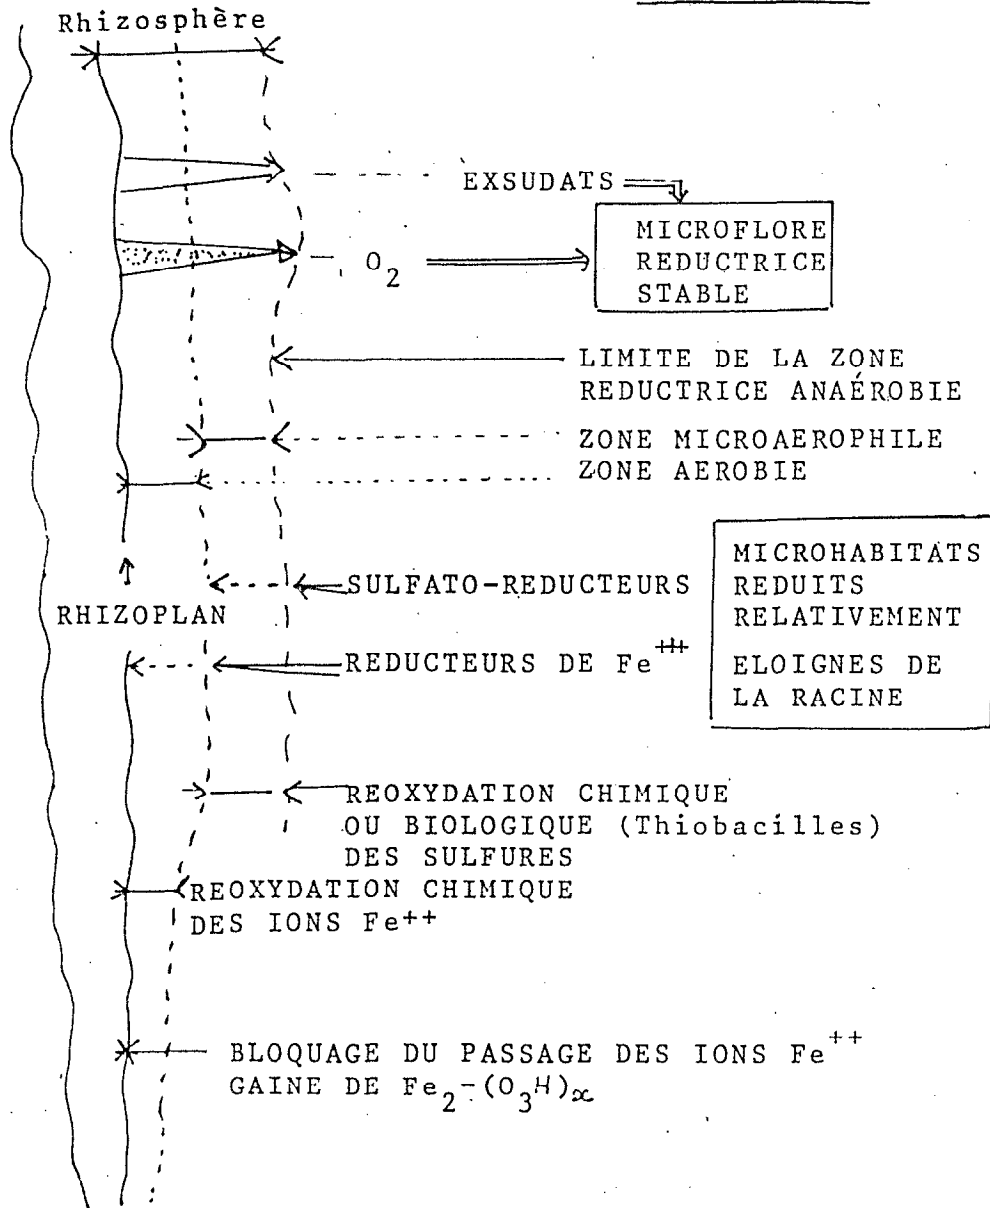 Rhizosphère
EXSUDATS
MICROFLORE
REDUCTRICE
STABLE
O2
LIMITE DE LA ZONE
REDUCTRICE ANAÉROBIE
ZONE MICROAEROPHILE
ZONE AEROBIE
MICROHABITATS
REDUITS
RELATIVEMENT
ELOIGNES DE
LA RACINE
SULFATO-REDUCTEURS
RHIZOPLAN
REDUCTEURS DE Fe+++
REOXYDATION CHIMIQUE
OU BIOLOGIQUE (Thiobacilles)
DES SULFURES
REOXYDATION CHIMIQUE
DES IONS Fe++
BLOQUAGE DU PASSAGE DES IONS Fe++
GAINE DE Fe2-(O3H)x